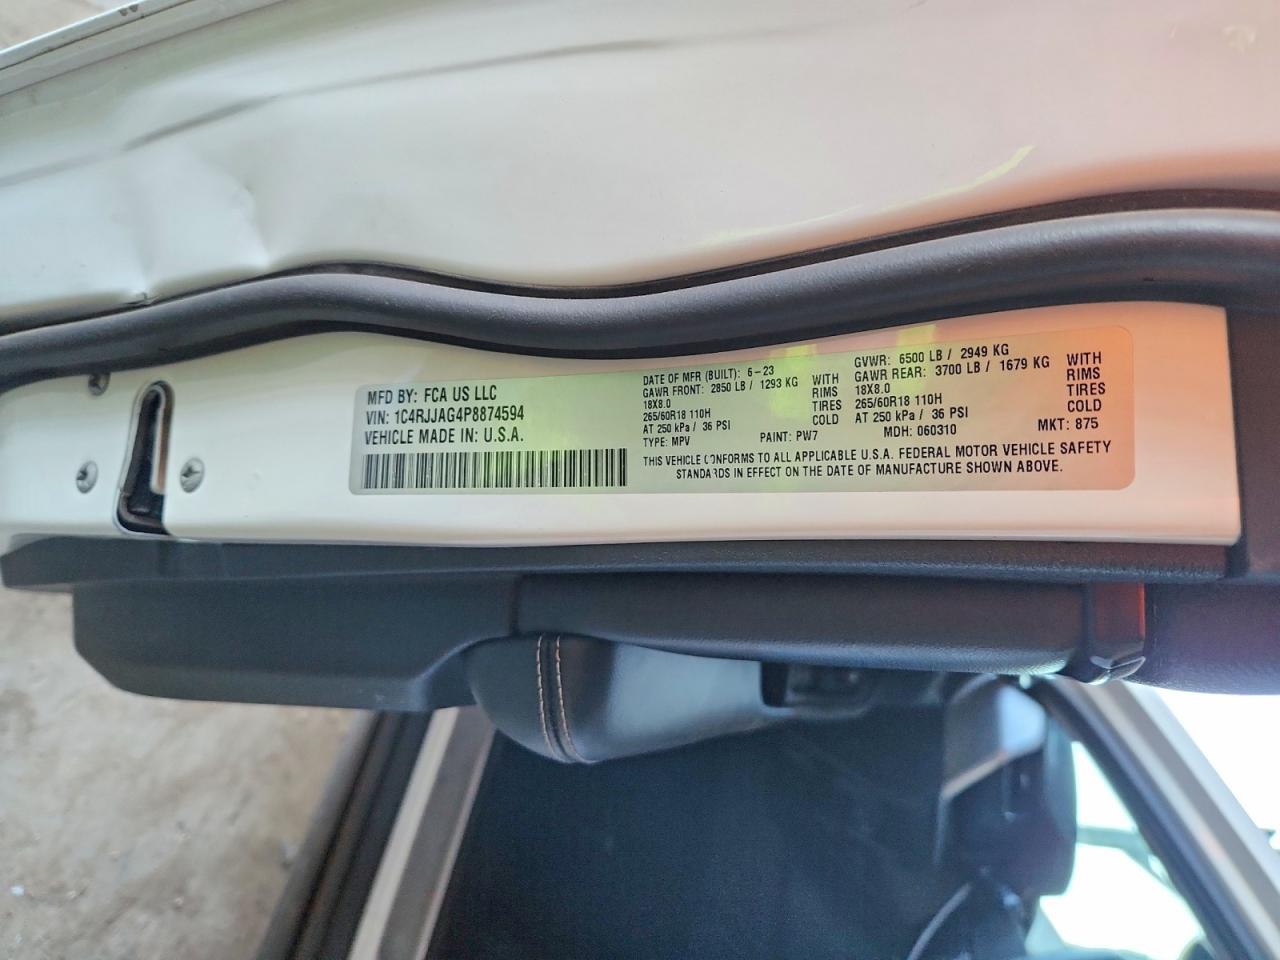 MFD BY: FCA US LLC
VIN: 1C4RJJAG4P8874594
VEHICLE MADE IN: U.S.A.
DATE OF MFR (BUILT): 6-23
GAWR FRONT: 2850 LB / 1293 KG WITH
18X8.0 RIMS
265/60R18 110H TIRES
AT 250 kPa / 36 PSI COLD
TYPE: MPV PAINT: PW7
GVWR: 6500 LB / 2949 KG
GAWR REAR: 3700 LB / 1679 KG WITH
18X8.0 RIMS
265/60R18 110H TIRES
AT 250 kPa / 36 PSI COLD
MDH: 060310 MKT: 875
THIS VEHICLE CONFORMS TO ALL APPLICABLE U.S.A. FEDERAL MOTOR VEHICLE SAFETY
STANDARDS IN EFFECT ON THE DATE OF MANUFACTURE SHOWN ABOVE.